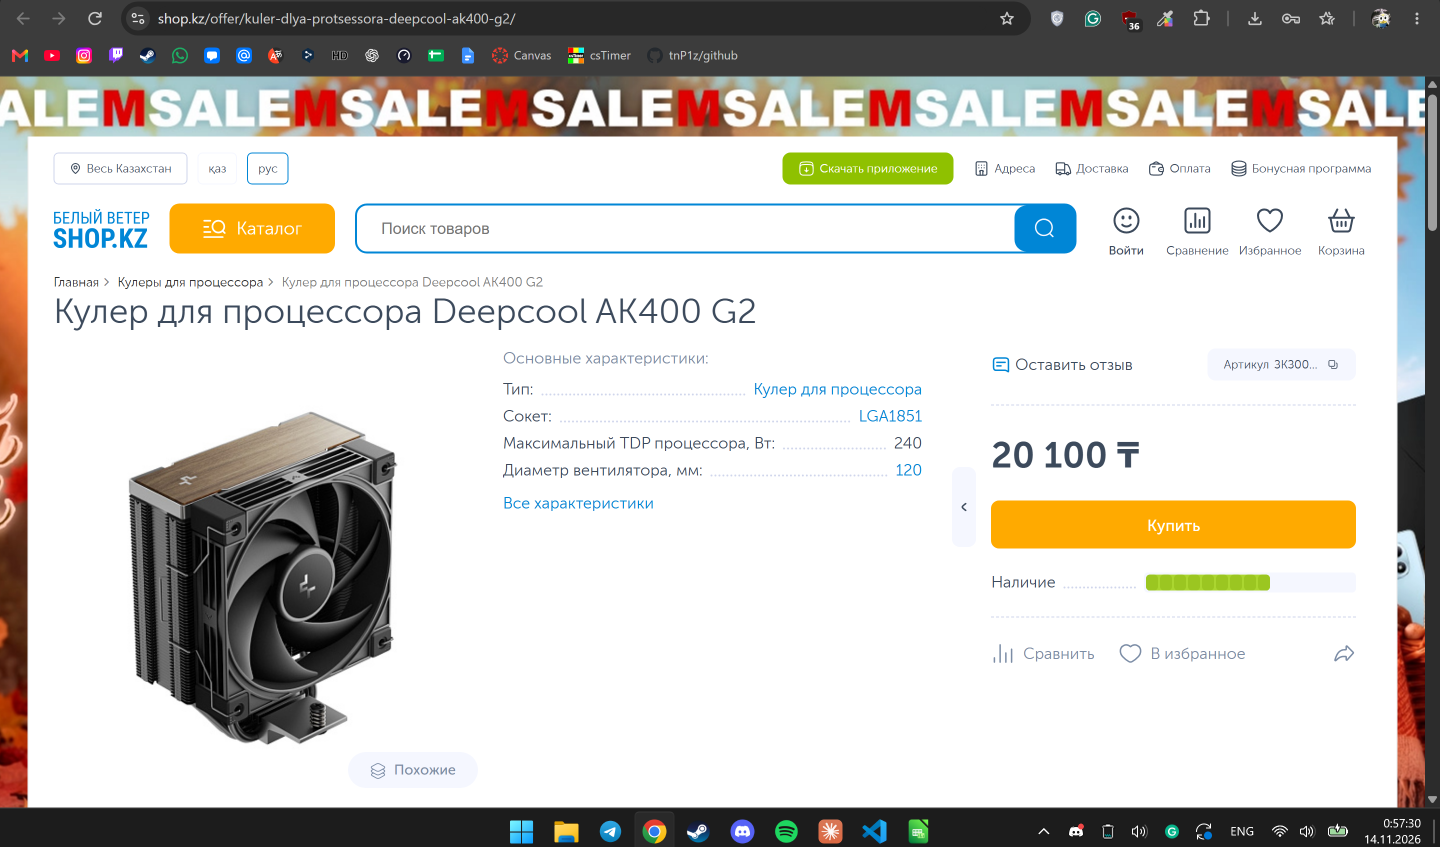 shop.kz/offer/kuler-dlya-protsessora-deepcool-ak400-g2/
36
HD
Canvas
csTimer
tnP1z/github
ALEMSALEMSALEMSALEMSALEMSALEMSALEMSALE
Весь Казахстан
қаз
рус
Скачать приложение
Адреса
Доставка
Оплата
Бонусная программа
БЕЛЫЙ ВЕТЕР
SHOP.KZ
Каталог
Поиск товаров
Войти
Сравнение
Избранное
Корзина
Главная > Кулеры для процессора > Кулер для процессора Deepcool AK400 G2
Кулер для процессора Deepcool AK400 G2
Основные характеристики:
Тип: Кулер для процессора
Сокет: LGA1851
Максимальный TDP процессора, Вт: 240
Диаметр вентилятора, мм: 120
Все характеристики
Похожие
Оставить отзыв
Артикул ЗК300...
20 100 ₸
Купить
Наличие
Сравнить
В избранное
ENG
0:57:30
14.11.2026